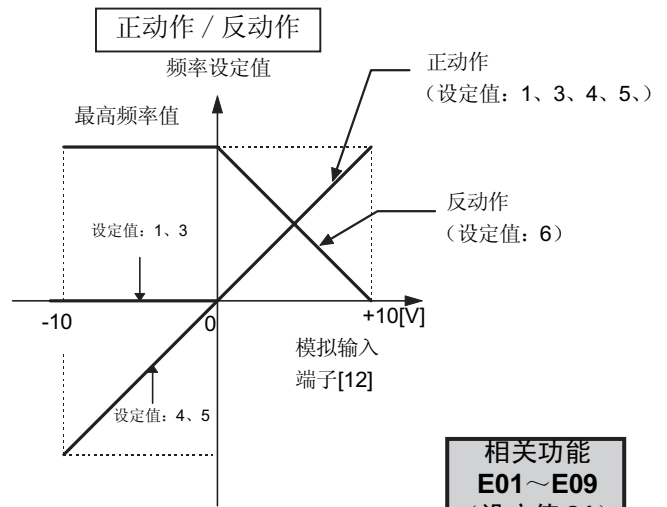 正动作 / 反动作
频率设定值
正动作
(设定值：1、3、4、5、)
最高频率值
反动作
(设定值：6)
设定值：1、3
-10
0
+10[V]
模拟输入
端子[12]
设定值：4、5
相关功能
E01～E09